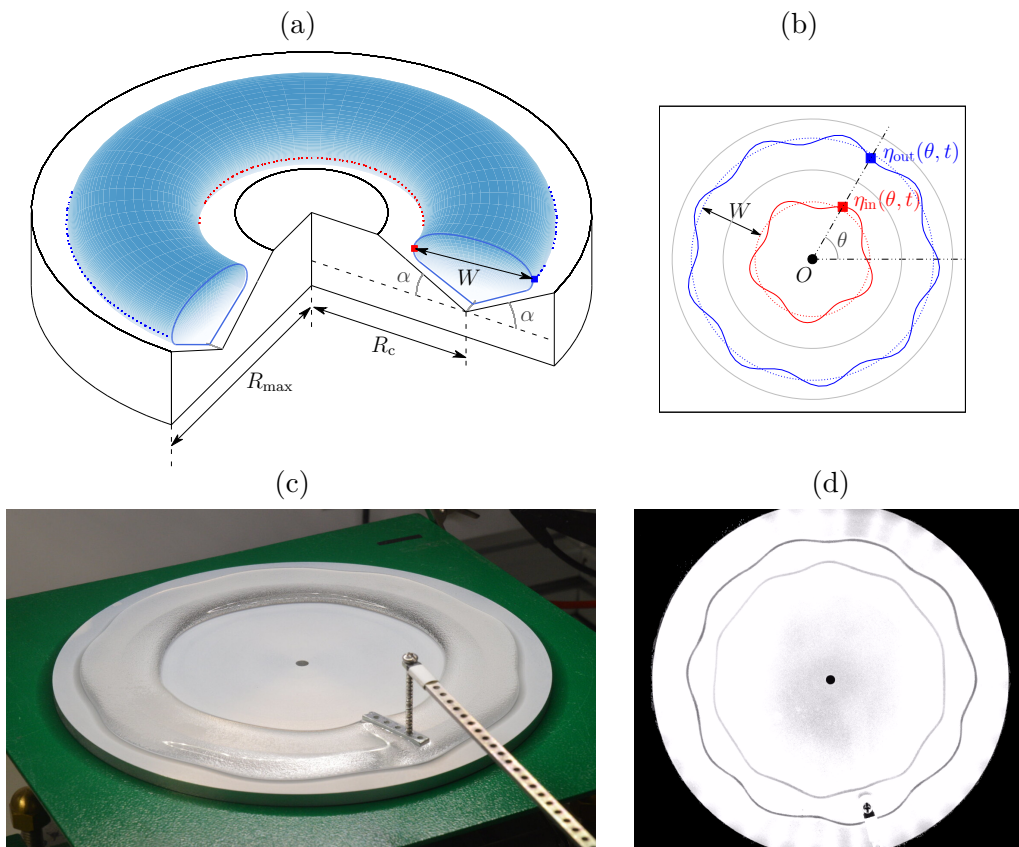 (a)
(b)
W
α
α
R_c
R_max
η_out(θ, t)
η_in(θ, t)
W
θ
O
(c)
(d)